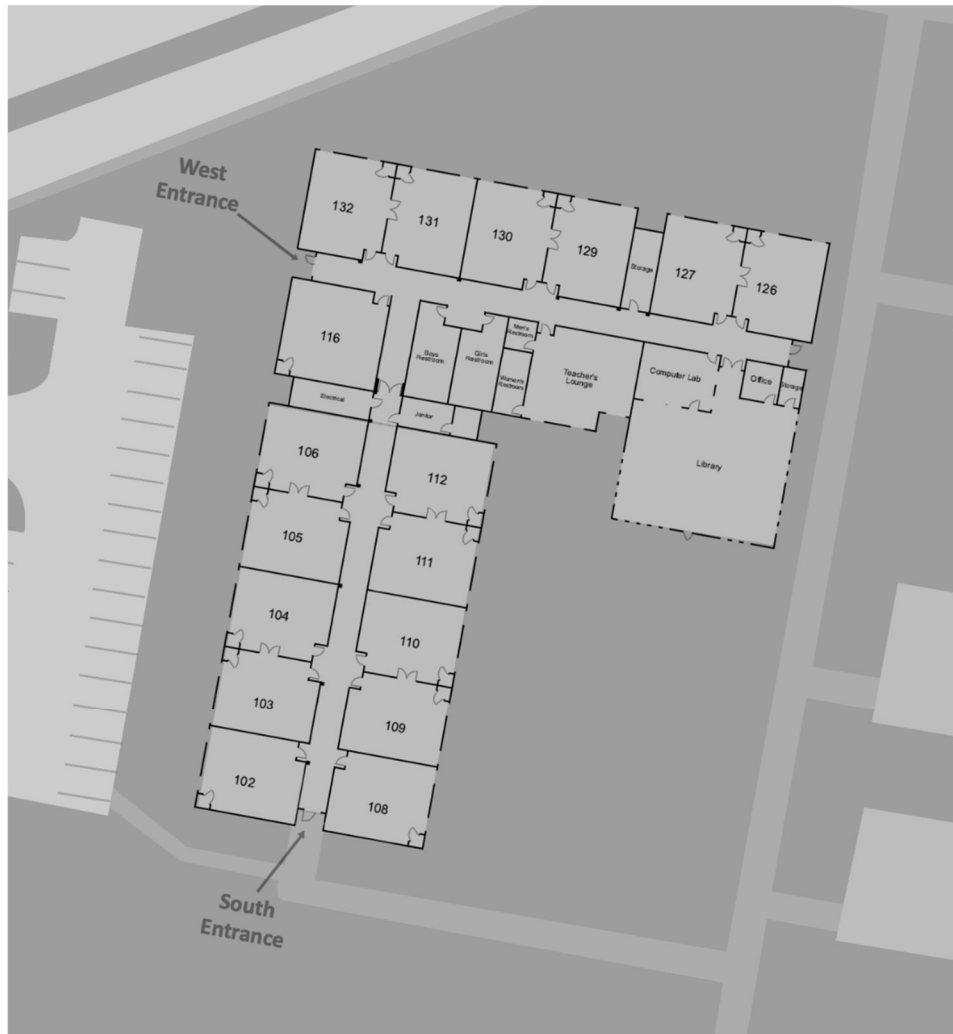 West
Entrance
132
131
130
129
Storage
127
126
116
Boys
Restroom
Girls
Restroom
Men's
Restroom
Women's
Restroom
Teacher's
Lounge
Computer Lab
Office
Storage
Electrical
Janitor
Library
106
112
105
111
104
110
103
109
102
108
South
Entrance